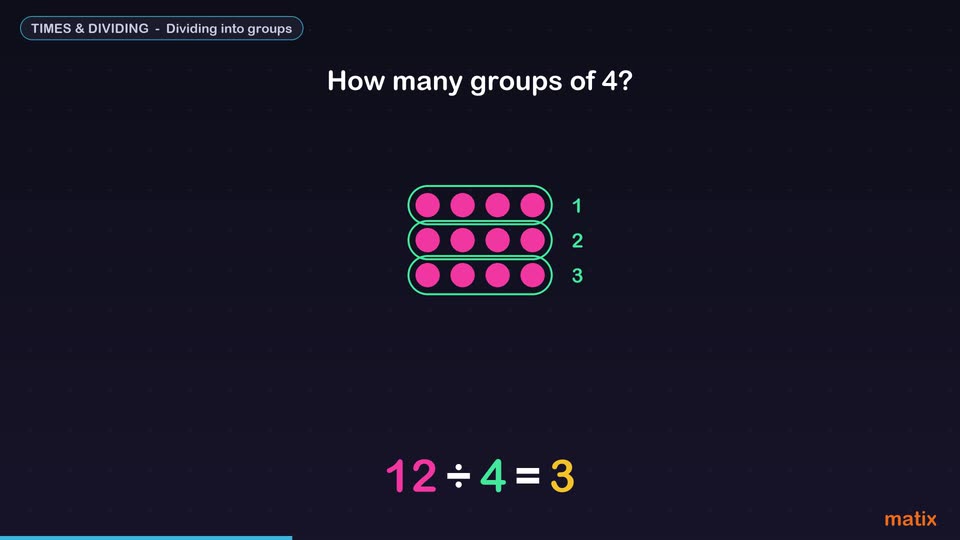 TIMES & DIVIDING - Dividing into groups
How many groups of 4?
1
2
3
12 ÷ 4 = 3
matix